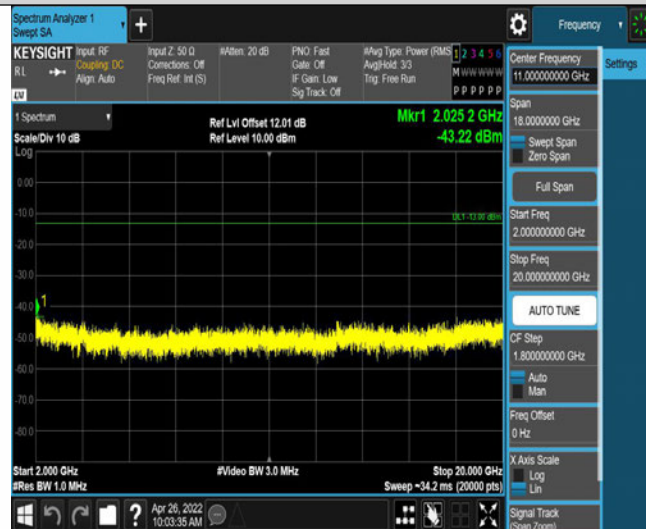 Spectrum Analyzer 1
Swept SA
+
Frequency
KEYSIGHT
RL
Input: RF
Coupling: DC
Align: Auto
Input Z: 50 Ω
Corrections: Off
Freq Ref: Int (S)
#Atten: 20 dB
PNO: Fast
Gate: Off
IF Gain: Low
Sig Track: Off
#Avg Type: Power (RMS
Avg|Hold: 3/3
Trig: Free Run
1 2 3 4 5 6
M W W W W W
P P P P P P
1 Spectrum
Scale/Div 10 dB
Log
Ref Lvl Offset 12.01 dB
Ref Level 10.00 dBm
Mkr1 2.025 2 GHz
-43.22 dBm
0.00
-10.0
DL1 -13.00 dBm
-20.0
-30.0
-40.0
1
-50.0
-60.0
-70.0
-80.0
Start 2.000 GHz
#Res BW 1.0 MHz
#Video BW 3.0 MHz
Stop 20.000 GHz
Sweep ~34.2 ms (20000 pts)
Apr 26, 2022
10:03:35 AM
?
Center Frequency
11.000000000 GHz
Settings
Span
18.0000000 GHz
Swept Span
Zero Span
Full Span
Start Freq
2.000000000 GHz
Stop Freq
20.000000000 GHz
AUTO TUNE
CF Step
1.800000000 GHz
Auto
Man
Freq Offset
0 Hz
X Axis Scale
Log
Lin
Signal Track
(Span Zoom)